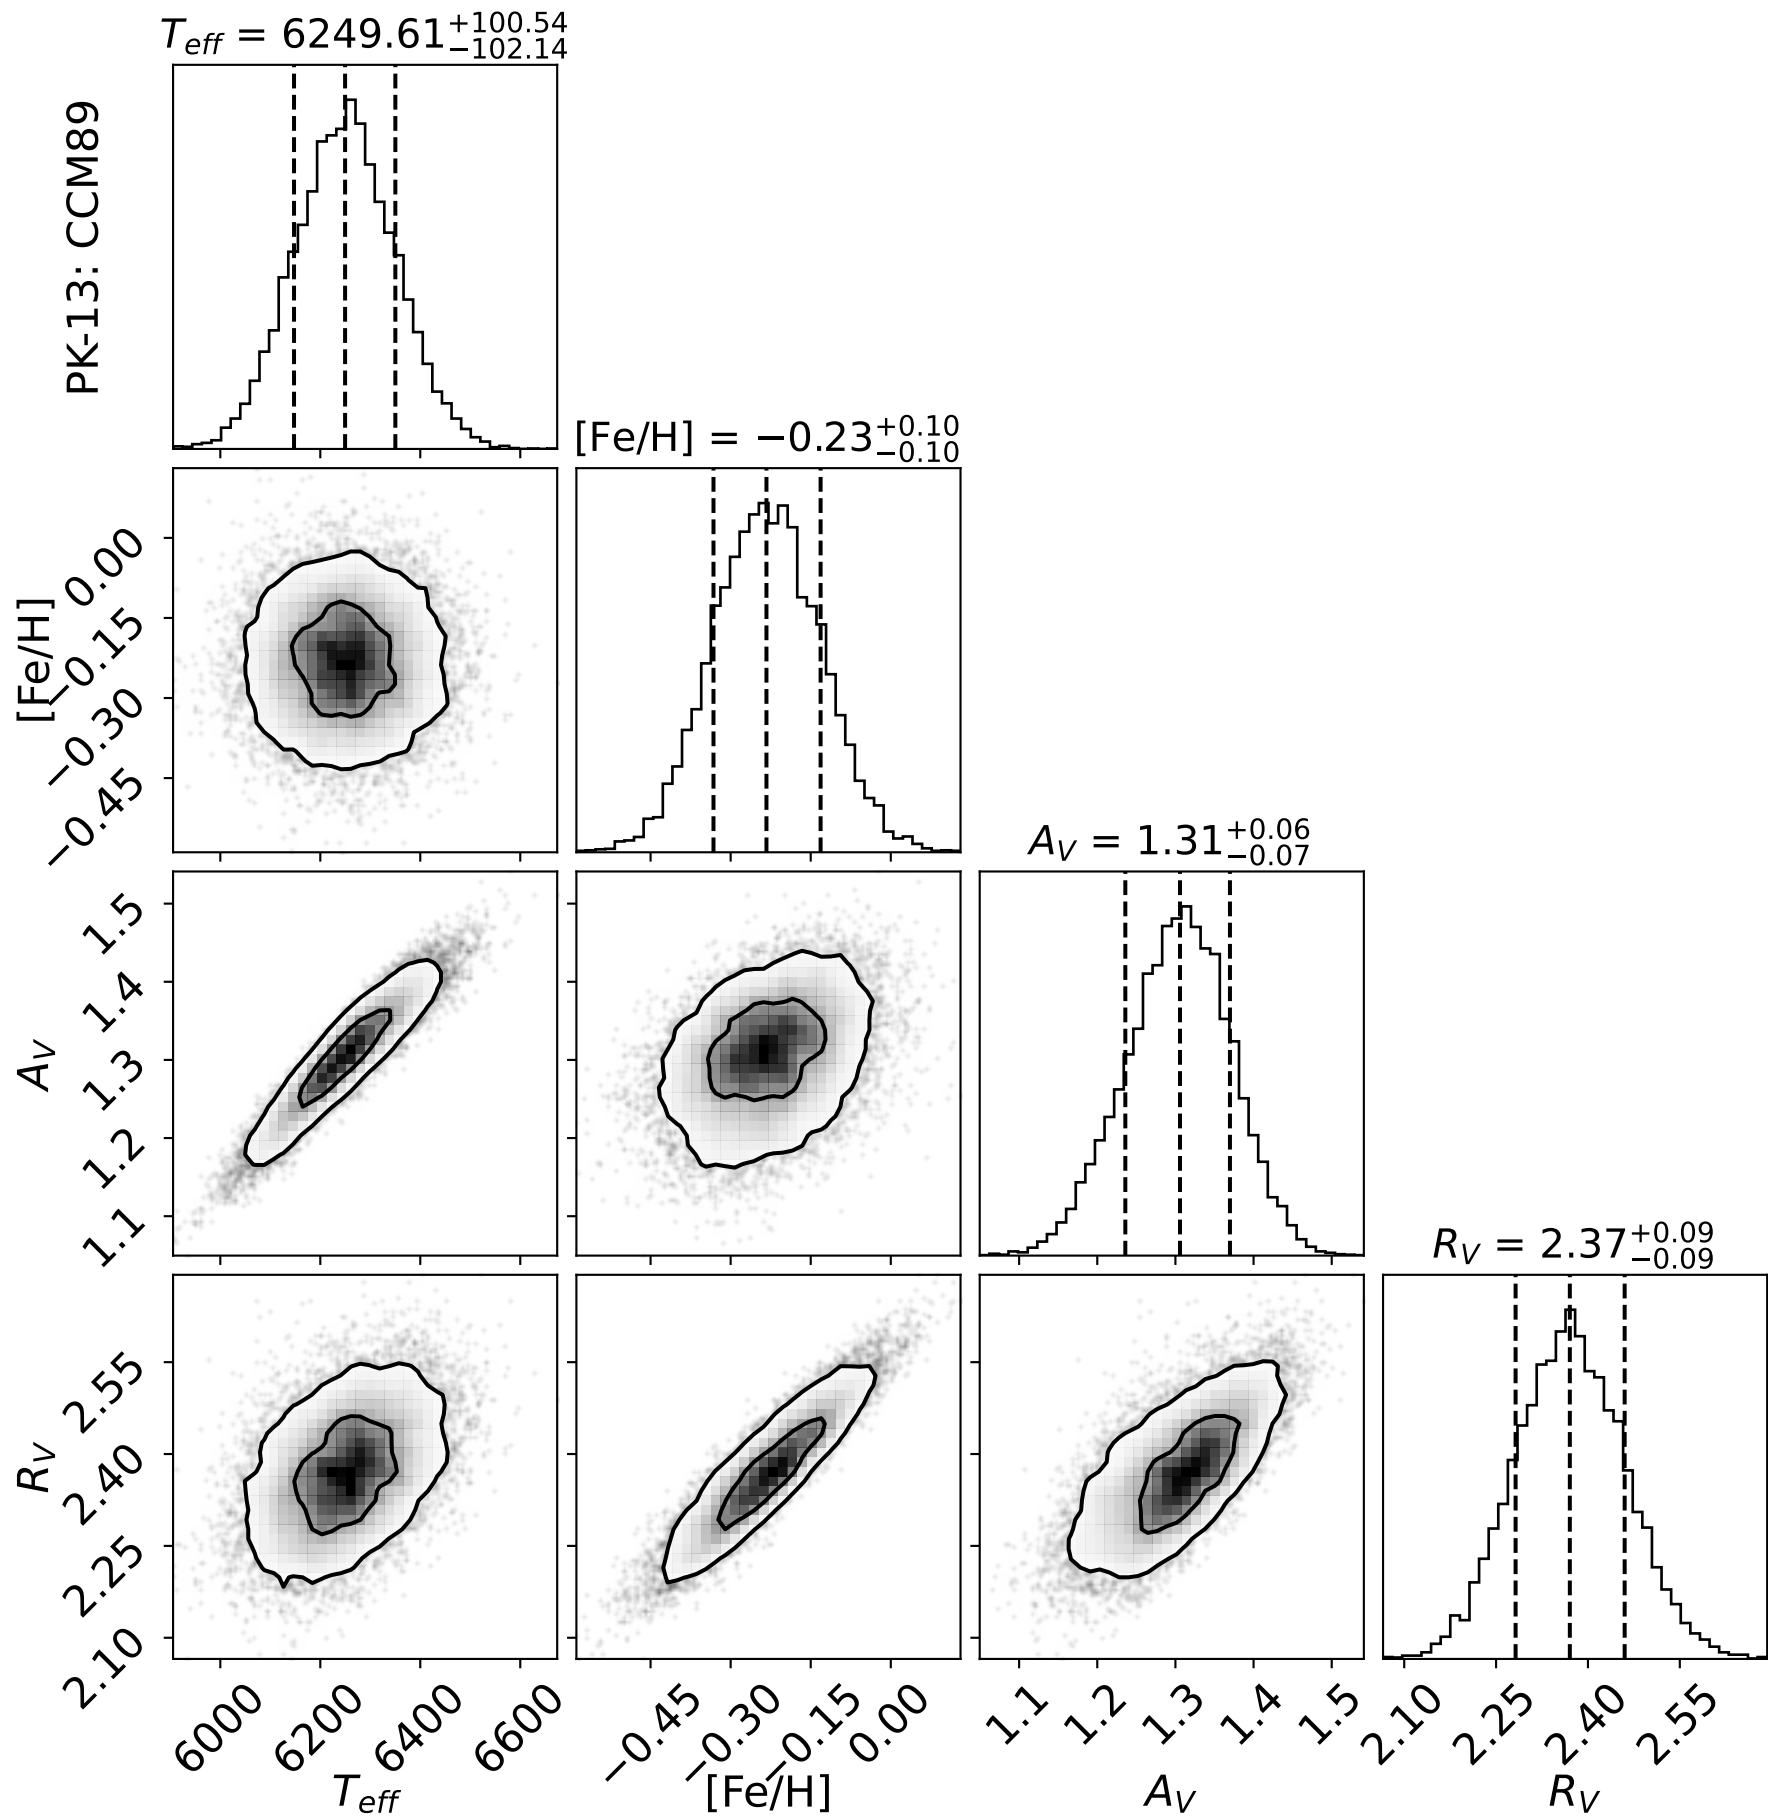 T_eff = 6249.61 +100.54 −102.14
PK-13: CCM89
[Fe/H] = −0.23 +0.10 −0.10
[Fe/H]
0.00
−0.15
−0.30
−0.45
A_V = 1.31 +0.06 −0.07
A_V
1.5
1.4
1.3
1.2
1.1
R_V = 2.37 +0.09 −0.09
R_V
2.55
2.40
2.25
2.10
6000 6200 6400 6600
−0.45 −0.30 −0.15 0.00
1.1 1.2 1.3 1.4 1.5
2.10 2.25 2.40 2.55
T_eff [Fe/H] A_V R_V